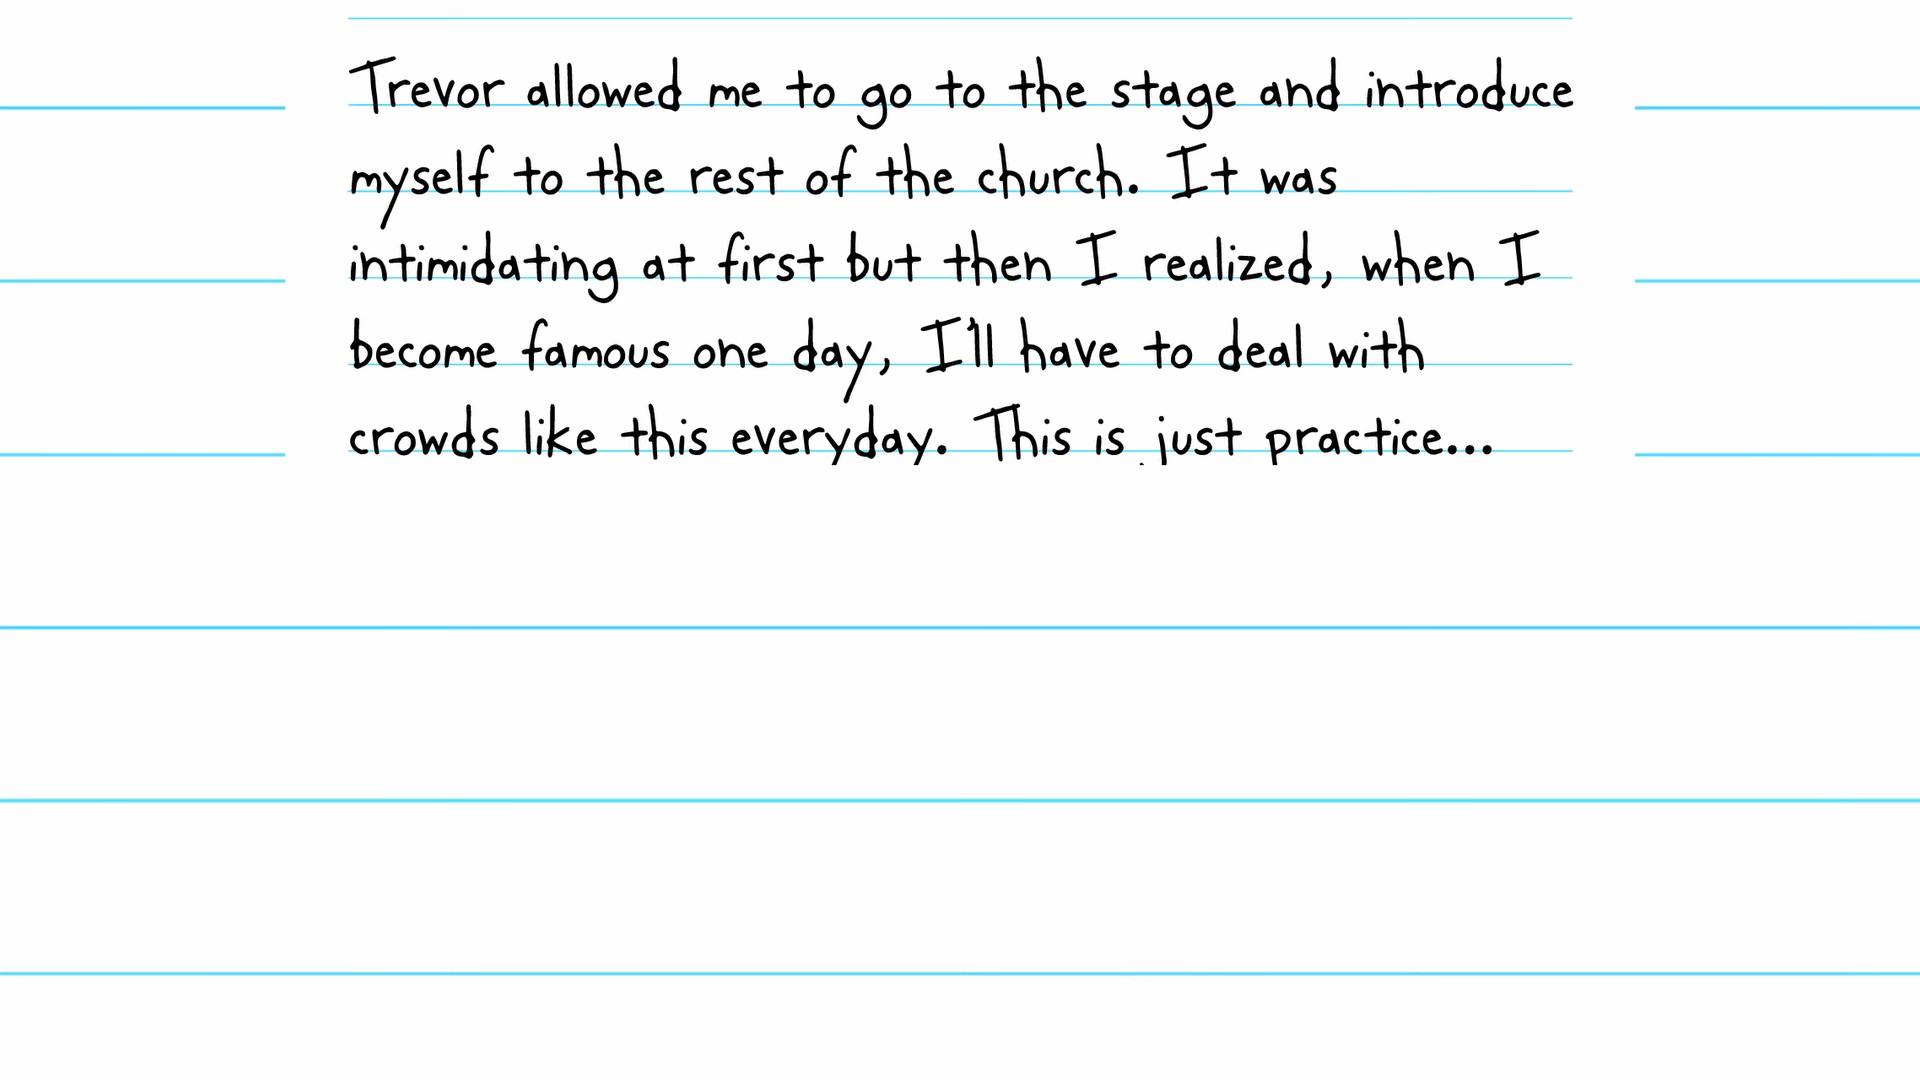 Trevor allowed me to go to the stage and introduce
myself to the rest of the church. It was
intimidating at first but then I realized, when I
become famous one day, I'll have to deal with
crowds like this everyday. This is just practice...